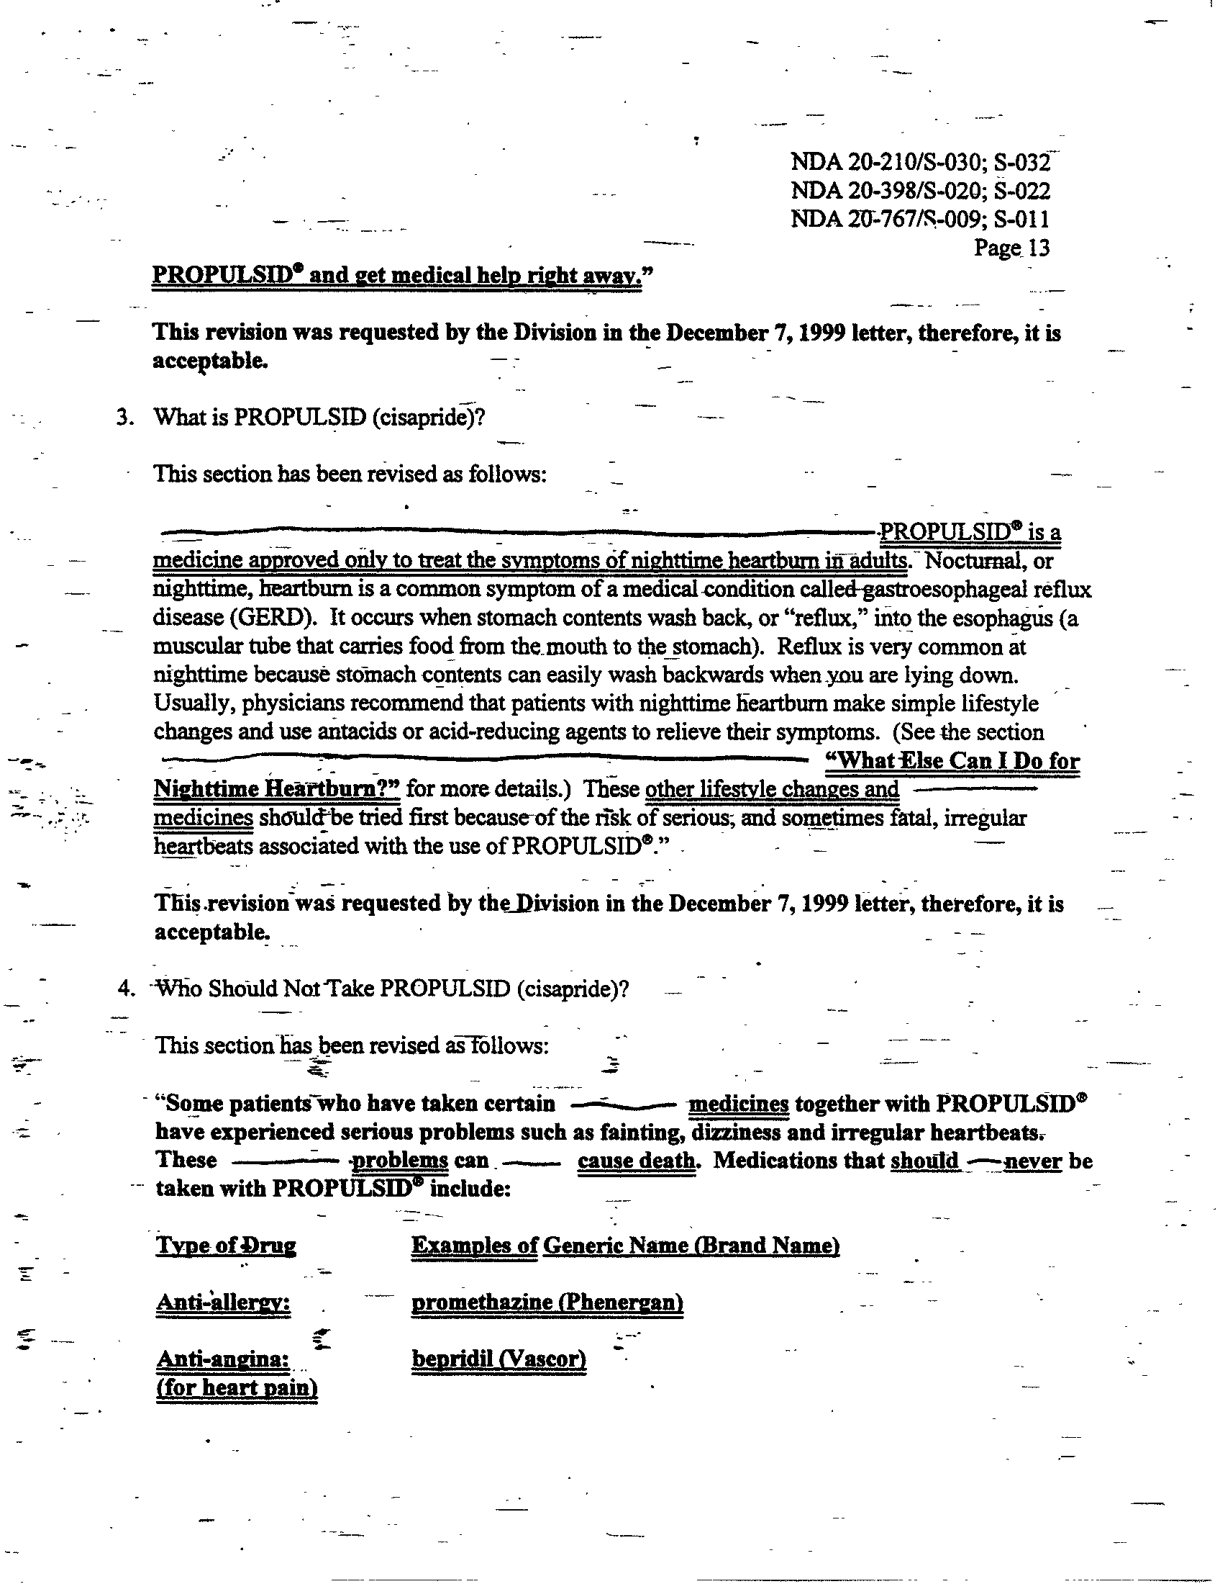 NDA 20-210/S-030; S-032
NDA 20-398/S-020; S-022
NDA 20-767/S-009; S-011
Page 13
PROPULSID® and get medical help right away.”
This revision was requested by the Division in the December 7, 1999 letter, therefore, it is
acceptable.
3. What is PROPULSID (cisapride)?
This section has been revised as follows:
PROPULSID® is a
medicine approved only to treat the symptoms of nighttime heartburn in adults. Nocturnal, or
nighttime, heartburn is a common symptom of a medical condition called gastroesophageal reflux
disease (GERD). It occurs when stomach contents wash back, or “reflux,” into the esophagus (a
muscular tube that carries food from the mouth to the stomach). Reflux is very common at
nighttime because stomach contents can easily wash backwards when you are lying down.
Usually, physicians recommend that patients with nighttime heartburn make simple lifestyle
changes and use antacids or acid-reducing agents to relieve their symptoms. (See the section
“What Else Can I Do for
Nighttime Heartburn?” for more details.) These other lifestyle changes and
medicines should be tried first because of the risk of serious, and sometimes fatal, irregular
heartbeats associated with the use of PROPULSID®.”
This revision was requested by the Division in the December 7, 1999 letter, therefore, it is
acceptable.
4. Who Should Not Take PROPULSID (cisapride)?
This section has been revised as follows:
“Some patients who have taken certain medicines together with PROPULSID®
have experienced serious problems such as fainting, dizziness and irregular heartbeats.
These problems can cause death. Medications that should never be
taken with PROPULSID® include:
Type of Drug Examples of Generic Name (Brand Name)
Anti-allergy: promethazine (Phenergan)
Anti-angina: bepridil (Vascor)
(for heart pain)